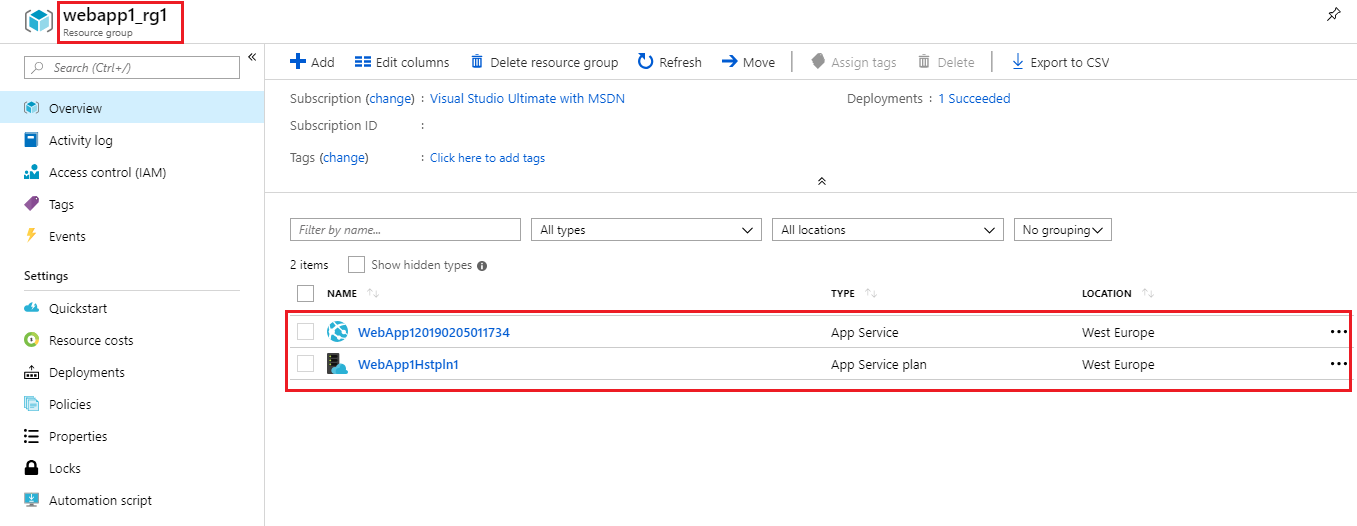 webapp1_rg1
Resource group
Search (Ctrl+/)
«
Overview
Activity log
Access control (IAM)
Tags
Events
Settings
Quickstart
Resource costs
Deployments
Policies
Properties
Locks
Automation script
Add Edit columns Delete resource group Refresh Move Assign tags Delete Export to CSV
Subscription (change) : Visual Studio Ultimate with MSDN Deployments : 1 Succeeded
Subscription ID :
Tags (change) : Click here to add tags
Filter by name... All types All locations No grouping
2 items Show hidden types
NAME TYPE LOCATION
WebApp120190205011734 App Service West Europe
WebApp1Hstpln1 App Service plan West Europe